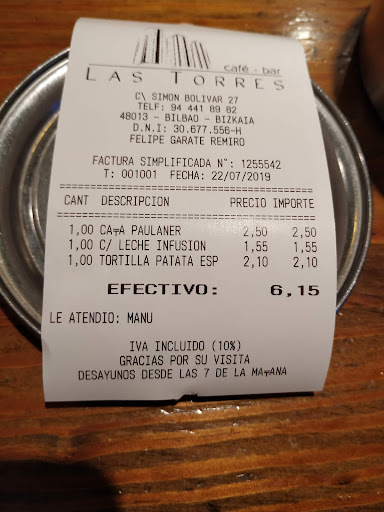 café - bar
LAS TORRES
C\ SIMON BOLIVAR 27
TELF: 94 441 89 82
48013 - BILBAO - BIZKAIA
D.N.I: 30.677.556-H
FELIPE GARATE REMIRO
FACTURA SIMPLIFICADA Nº: 1255542
T: 001001 FECHA: 22/07/2019
CANT DESCRIPCION PRECIO IMPORTE
1,00 CA╤A PAULANER 2,50 2,50
1,00 C/ LECHE INFUSION 1,55 1,55
1,00 TORTILLA PATATA ESP 2,10 2,10
EFECTIVO: 6,15
LE ATENDIO: MANU
IVA INCLUIDO (10%)
GRACIAS POR SU VISITA
DESAYUNOS DESDE LAS 7 DE LA MA╤ANA